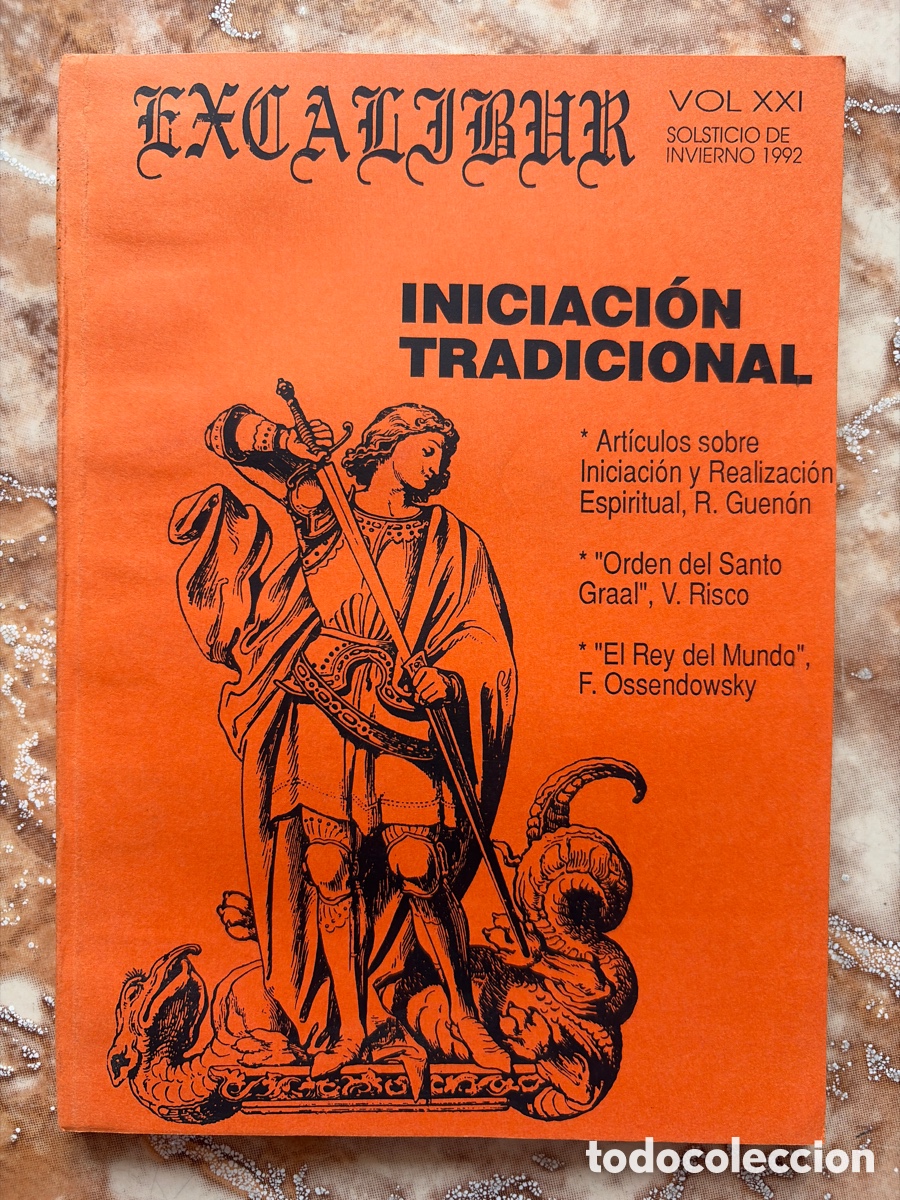 EXCALIBUR
VOL XXI
SOLSTICIO DE
INVIERNO 1992
INICIACIÓN
TRADICIONAL
* Artículos sobre
Iniciación y Realización
Espiritual, R. Guenón
* "Orden del Santo
Graal", V. Risco
* "El Rey del Mundo",
F. Ossendowsky
todocoleccion